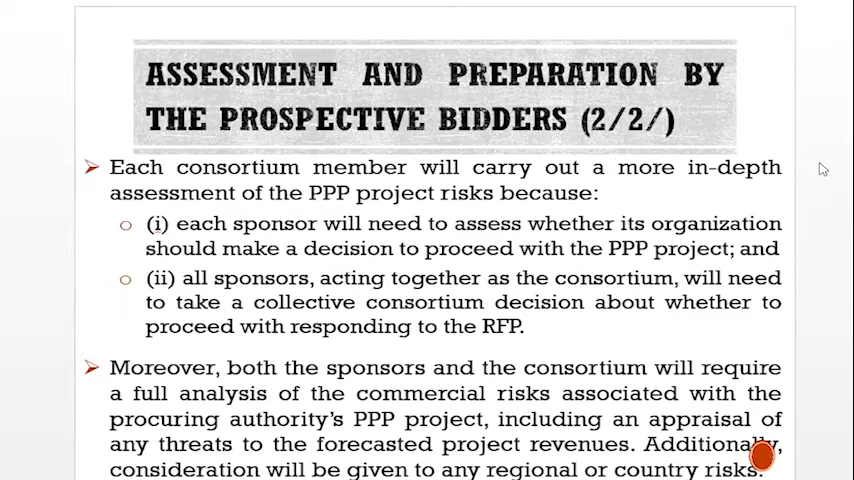 ASSESSMENT AND PREPARATION BY
THE PROSPECTIVE BIDDERS (2/2/)
Each consortium member will carry out a more in-depth
assessment of the PPP project risks because:
(i) each sponsor will need to assess whether its organization
should make a decision to proceed with the PPP project; and
(ii) all sponsors, acting together as the consortium, will need
to take a collective consortium decision about whether to
proceed with responding to the RFP.
Moreover, both the sponsors and the consortium will require
a full analysis of the commercial risks associated with the
procuring authority's PPP project, including an appraisal of
any threats to the forecasted project revenues. Additionally,
consideration will be given to any regional or country risks.